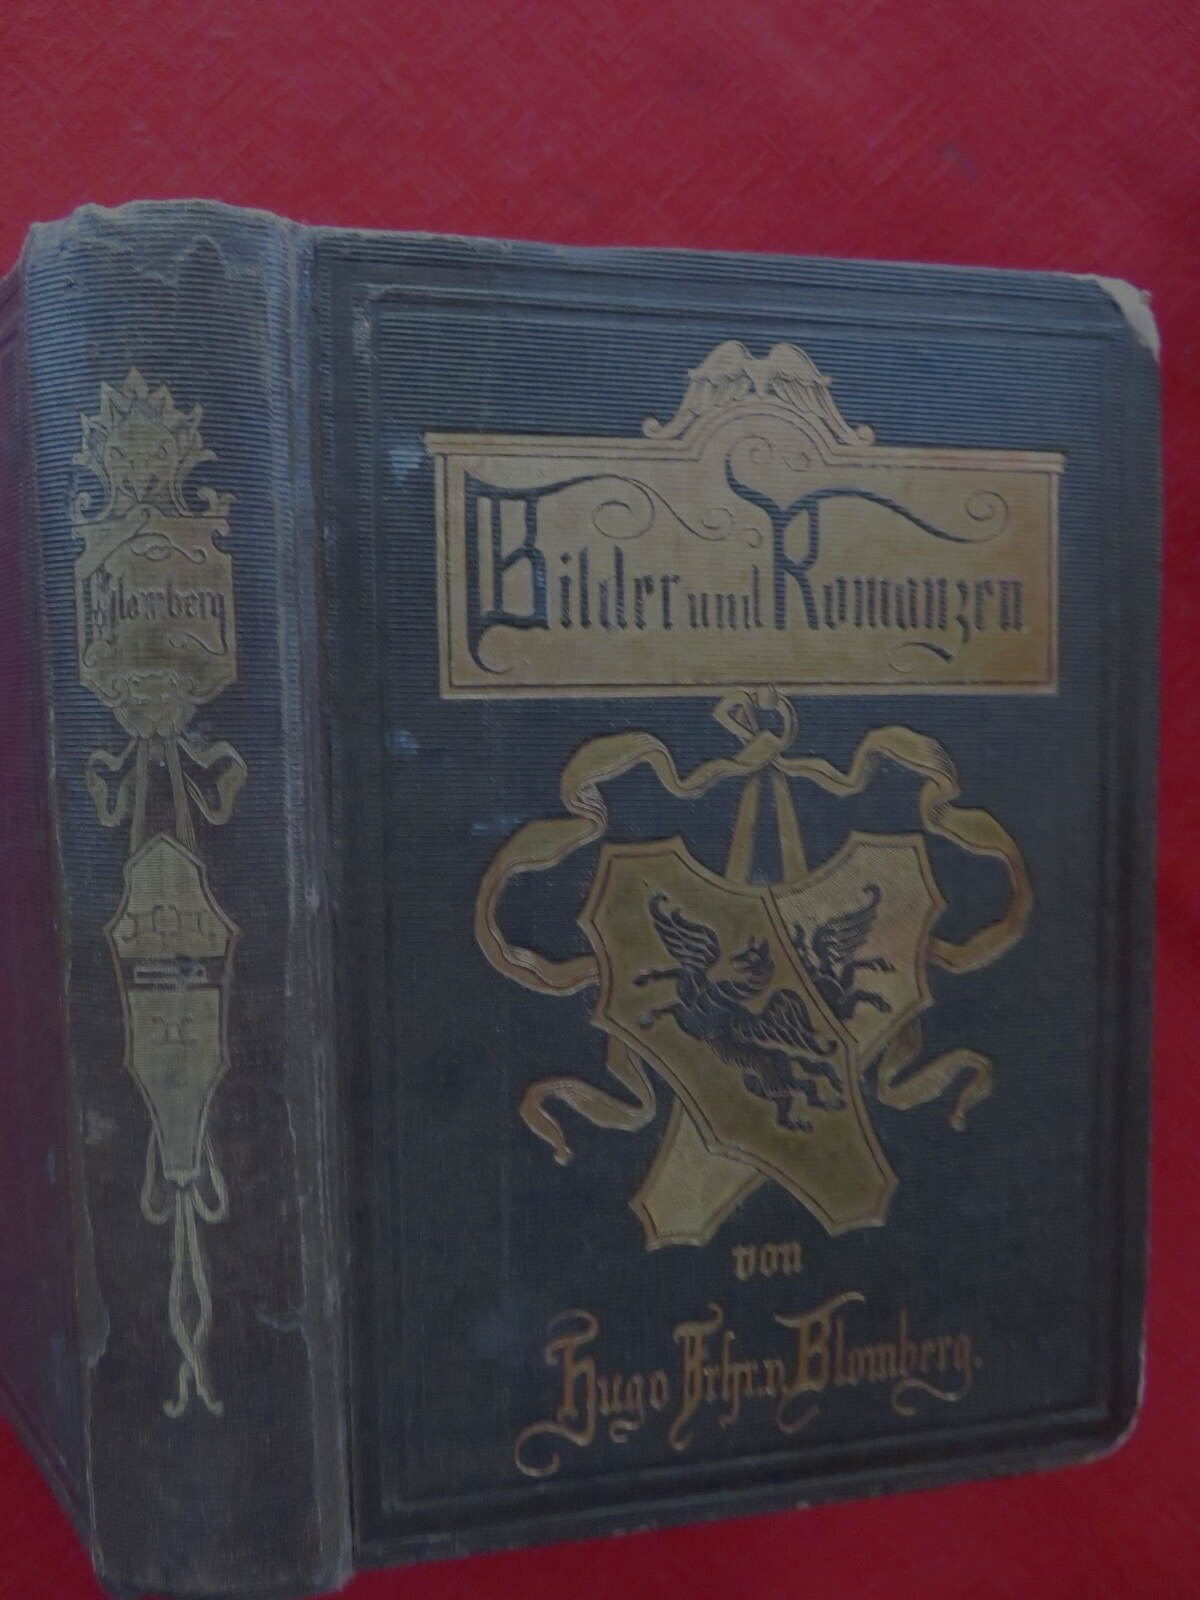 Blomberg
Bilder und Romanzen
von
Hugo Frhr. v. Blomberg.